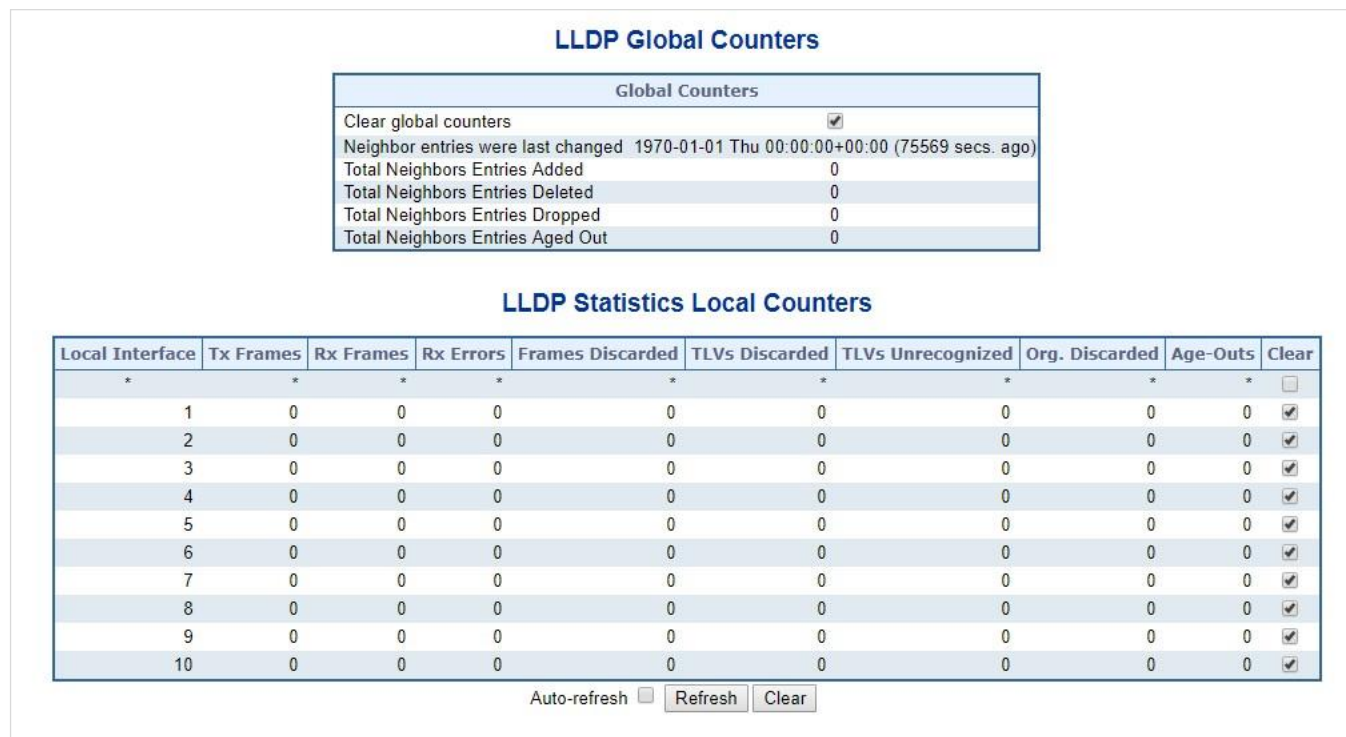 LLDP Global Counters
Global Counters
Clear global counters
Neighbor entries were last changed 1970-01-01 Thu 00:00:00+00:00 (75569 secs. ago)
Total Neighbors Entries Added 0
Total Neighbors Entries Deleted 0
Total Neighbors Entries Dropped 0
Total Neighbors Entries Aged Out 0
LLDP Statistics Local Counters
Local Interface Tx Frames Rx Frames Rx Errors Frames Discarded TLVs Discarded TLVs Unrecognized Org. Discarded Age-Outs Clear
* * * * * * * * *
1 0 0 0 0 0 0 0 0
2 0 0 0 0 0 0 0 0
3 0 0 0 0 0 0 0 0
4 0 0 0 0 0 0 0 0
5 0 0 0 0 0 0 0 0
6 0 0 0 0 0 0 0 0
7 0 0 0 0 0 0 0 0
8 0 0 0 0 0 0 0 0
9 0 0 0 0 0 0 0 0
10 0 0 0 0 0 0 0 0
Auto-refresh Refresh Clear